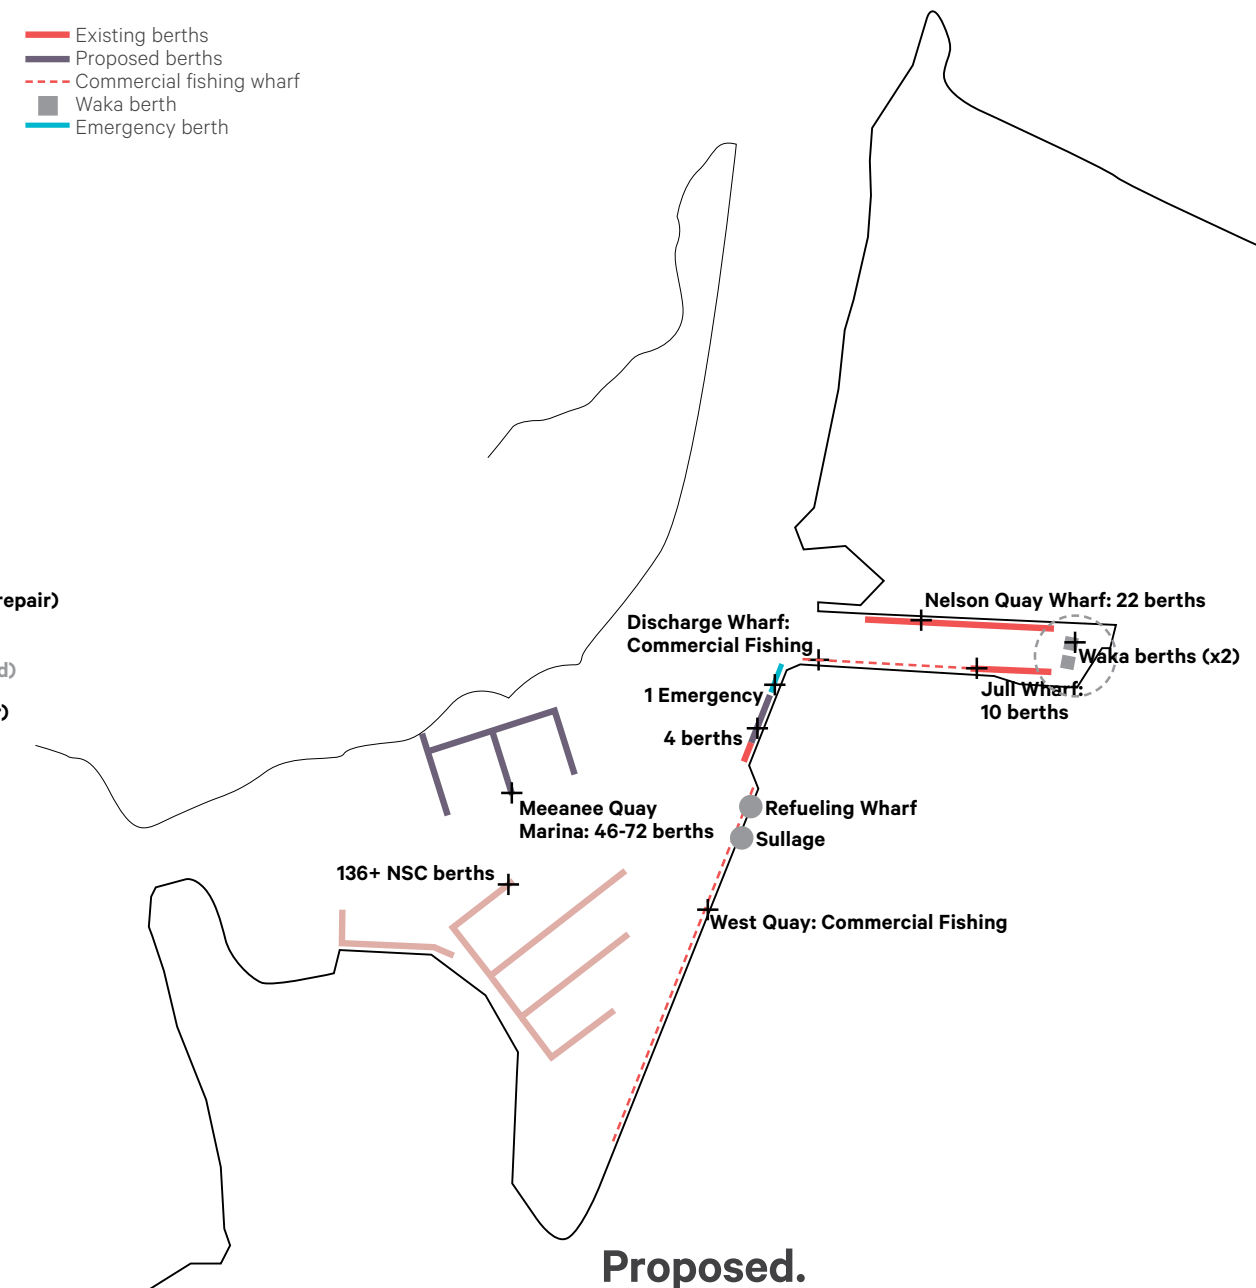 Existing berths
Proposed berths
Commercial fishing wharf
Waka berth
Emergency berth
repair)
d)
)
Nelson Quay Wharf: 22 berths
Discharge Wharf:
Commercial Fishing
Waka berths (x2)
1 Emergency
Jull Wharf:
10 berths
4 berths
Meeanee Quay
Marina: 46-72 berths
Refueling Wharf
Sullage
136+ NSC berths
West Quay: Commercial Fishing
Proposed.